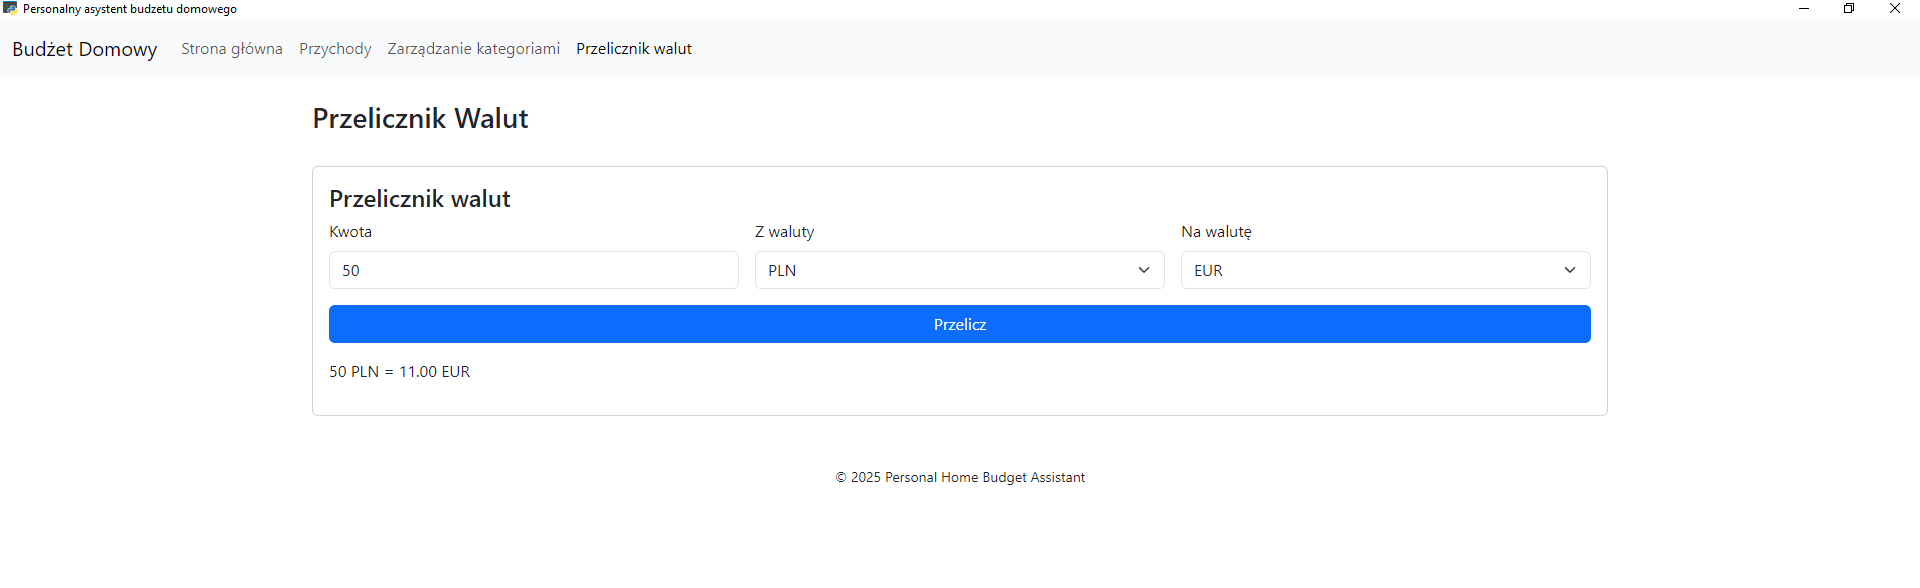 Personalny asystent budzetu domowego
Budżet Domowy Strona główna Przychody Zarządzanie kategoriami Przelicznik walut
Przelicznik Walut
Przelicznik walut
Kwota Z waluty Na walutę
50 PLN EUR
Przelicz
50 PLN = 11.00 EUR
© 2025 Personal Home Budget Assistant